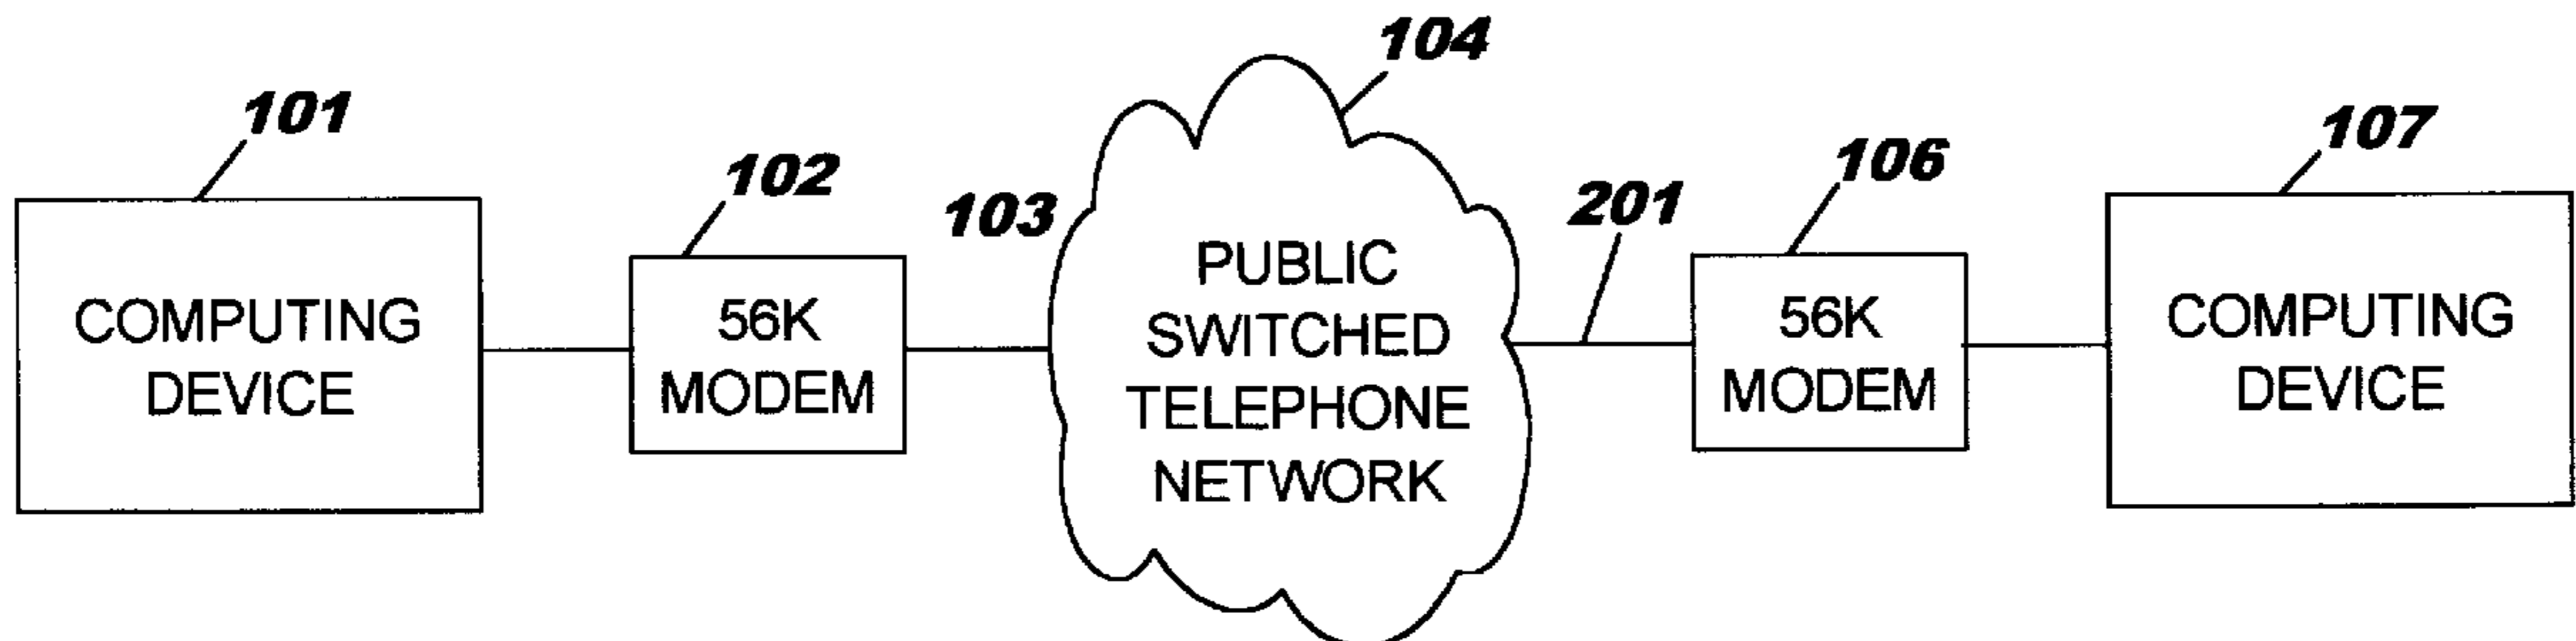 104
101
107
102
106
103
201
COMPUTING
DEVICE
56K
MODEM
PUBLIC
SWITCHED
TELEPHONE
NETWORK
56K
MODEM
COMPUTING
DEVICE